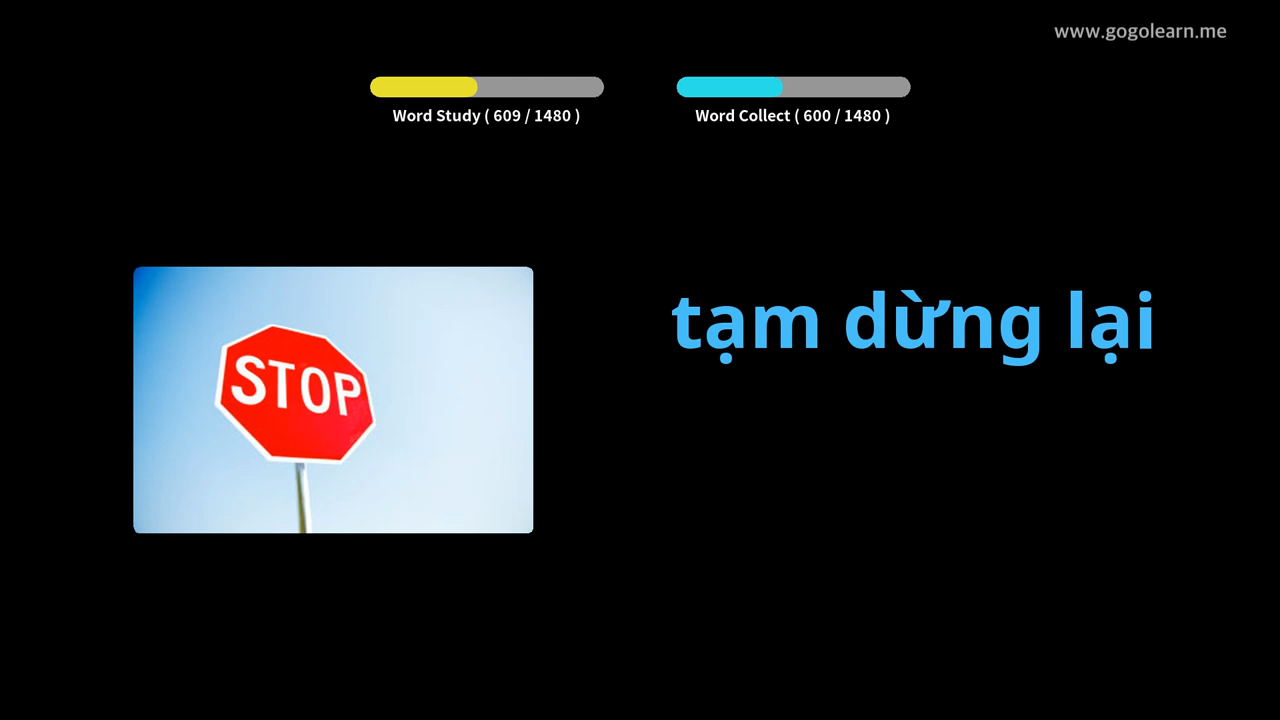 www.gogolearn.me
Word Study ( 609 / 1480 )
Word Collect ( 600 / 1480 )
STOP
tạm dừng lại